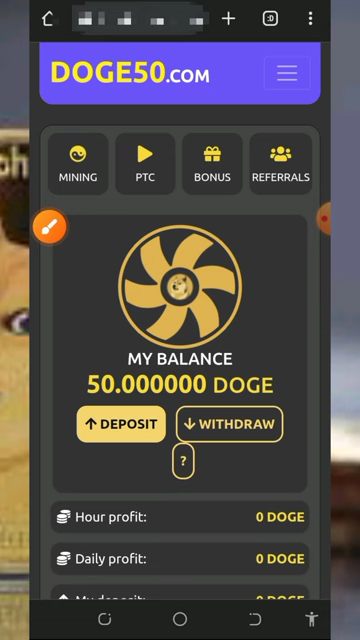 :D
DOGE50.COM
MINING
PTC
BONUS
REFERRALS
MY BALANCE
50.000000 DOGE
DEPOSIT
WITHDRAW
?
Hour profit: 0 DOGE
Daily profit: 0 DOGE